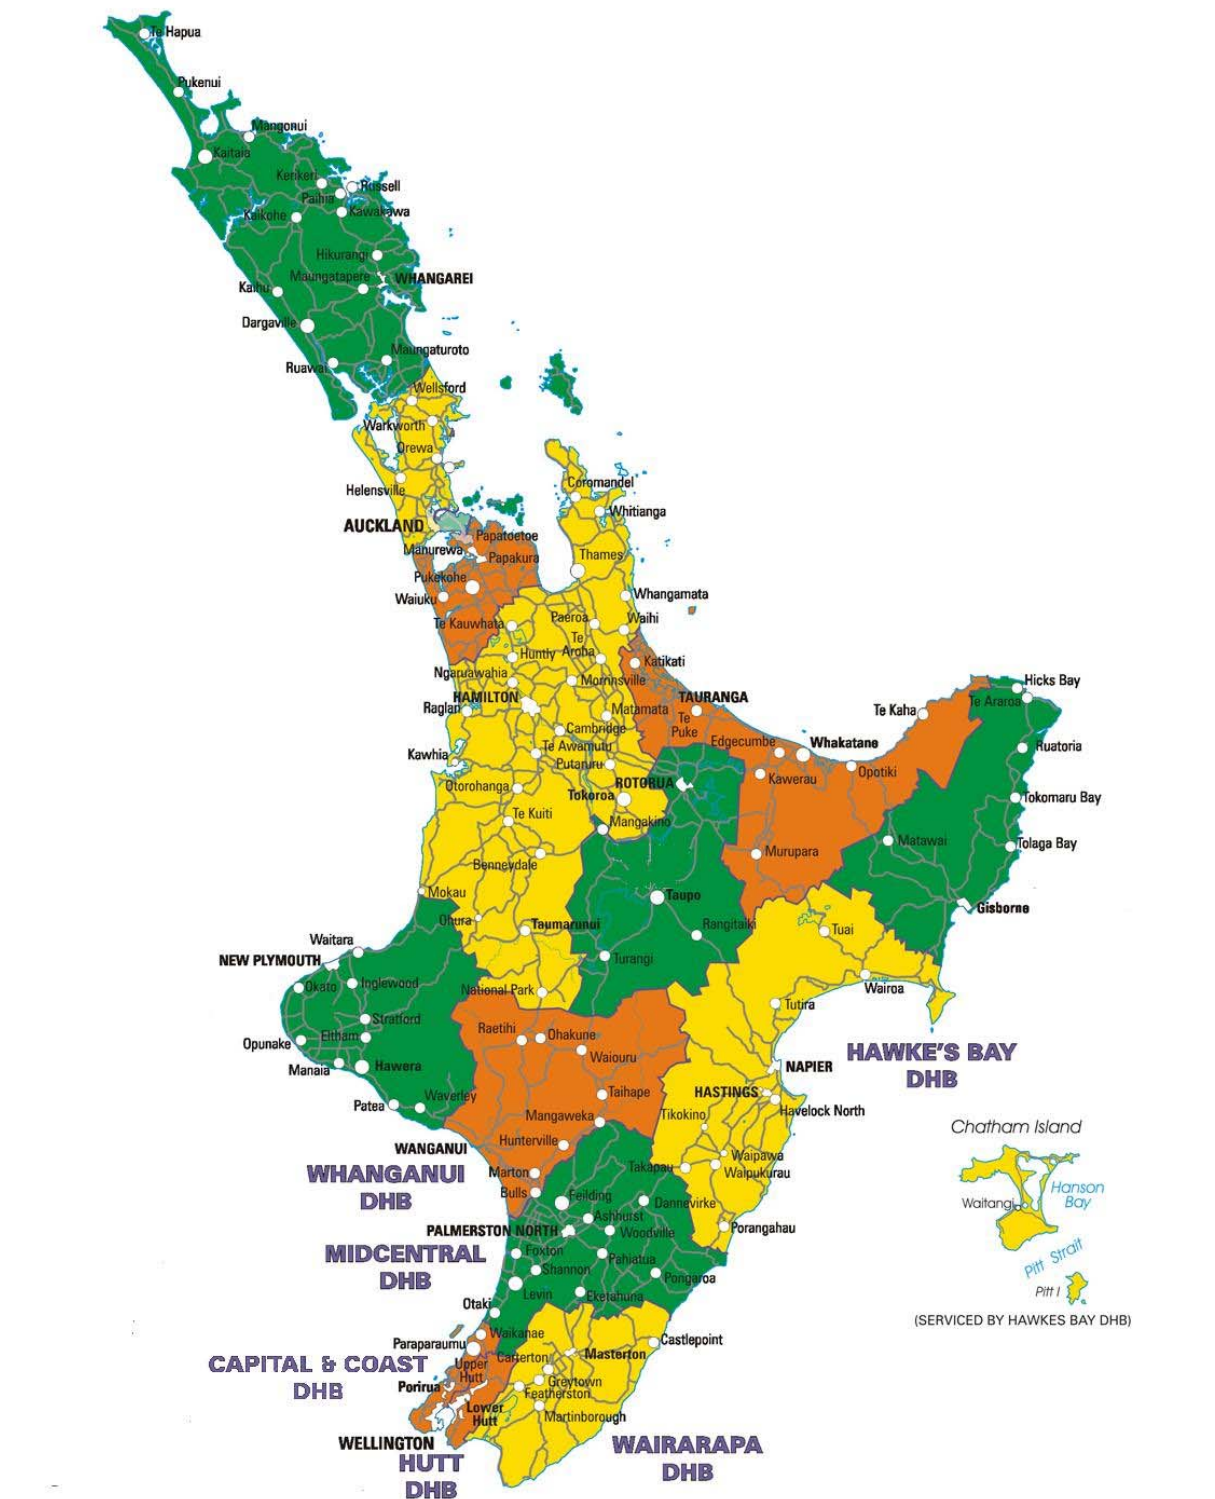 Te Hapua
Pukenui
Mangonui
Kaitaia
Kerikeri
Russell
Paihia
Kaikohe
Kawakawa
Hikurangi
Maungatapere
WHANGAREI
Kaihu
Dargaville
Maungaturoto
Ruawai
Wellsford
Warkworth
Orewa
Helensville
Coromandel
Whitianga
AUCKLAND
Papatoetoe
Manurewa
Papakura
Thames
Pukekohe
Waiuku
Whangamata
Te Kauwhata
Paeroa
Waihi
Te
Aroha
Huntly
Katikati
Ngaruawahia
Morrinsville
HAMILTON
TAURANGA
Hicks Bay
Te Araroa
Raglan
Matamata
Te
Puke
Te Kaha
Cambridge
Edgecumbe
Whakatane
Ruatoria
Kawhia
Te Awamutu
Putaruru
Opotiki
Kawerau
Otorohanga
ROTORUA
Tokoroa
Tokomaru Bay
Te Kuiti
Mangakino
Matawai
Tolaga Bay
Murupara
Benneydale
Mokau
Taupo
Gisborne
Ohura
Taumarunui
Rangitaiki
Tuai
Waitara
NEW PLYMOUTH
Turangi
Okato
Inglewood
National Park
Wairoa
Tutira
Stratford
Raetihi
Ohakune
Eltham
Opunake
Waiouru
HAWKE'S BAY
DHB
Manaia
Hawera
NAPIER
Taihape
HASTINGS
Waverley
Patea
Mangaweka
Tikokino
Havelock North
Chatham Island
Hunterville
WANGANUI
Waipawa
WHANGANUI
DHB
Marton
Takapau
Waipukurau
Hanson
Bay
Bulls
Feilding
Dannevirke
Waitangi
Ashhurst
PALMERSTON NORTH
Woodville
Porangahau
MIDCENTRAL
DHB
Foxton
Pahiatua
Pitt Strait
Shannon
Pongaroa
Levin
Eketahuna
Pitt I
Otaki
(SERVICED BY HAWKES BAY DHB)
Waikanae
Paraparaumu
Castlepoint
Carterton
Masterton
CAPITAL & COAST
DHB
Upper
Hutt
Porirua
Greytown
Featherston
Lower
Hutt
Martinborough
WELLINGTON
WAIRARAPA
DHB
HUTT
DHB